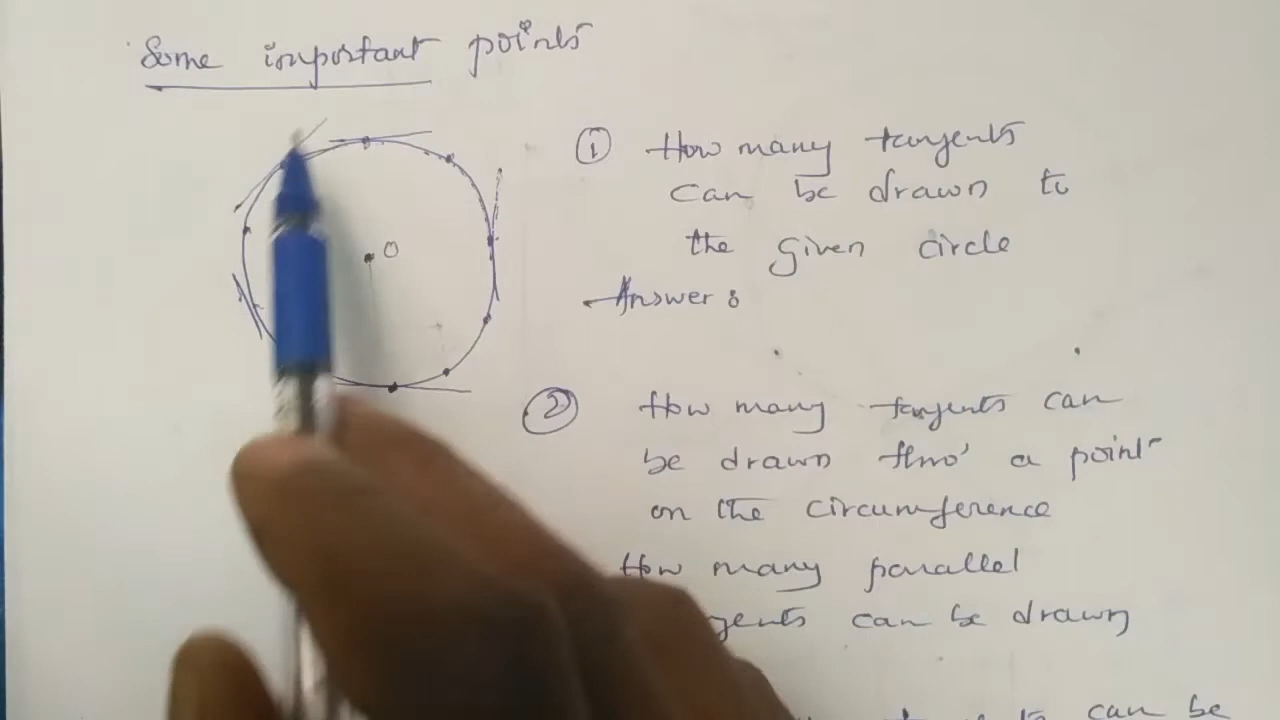 Some important points
① How many tangents
can be drawn to
the given circle
Answer :
O
② How many tangents can
be drawn thro' a point
on the circumference
How many parallel
gents can be drawn
can be